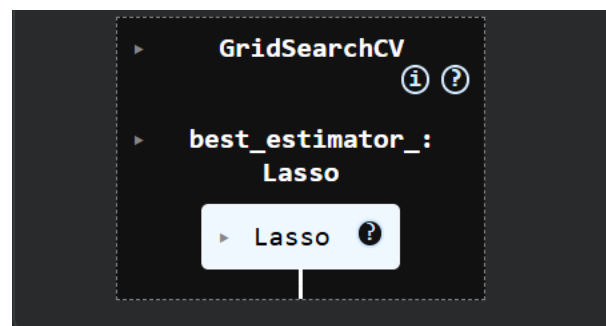 GridSearchCV
i ?
best_estimator_:
Lasso
Lasso ?